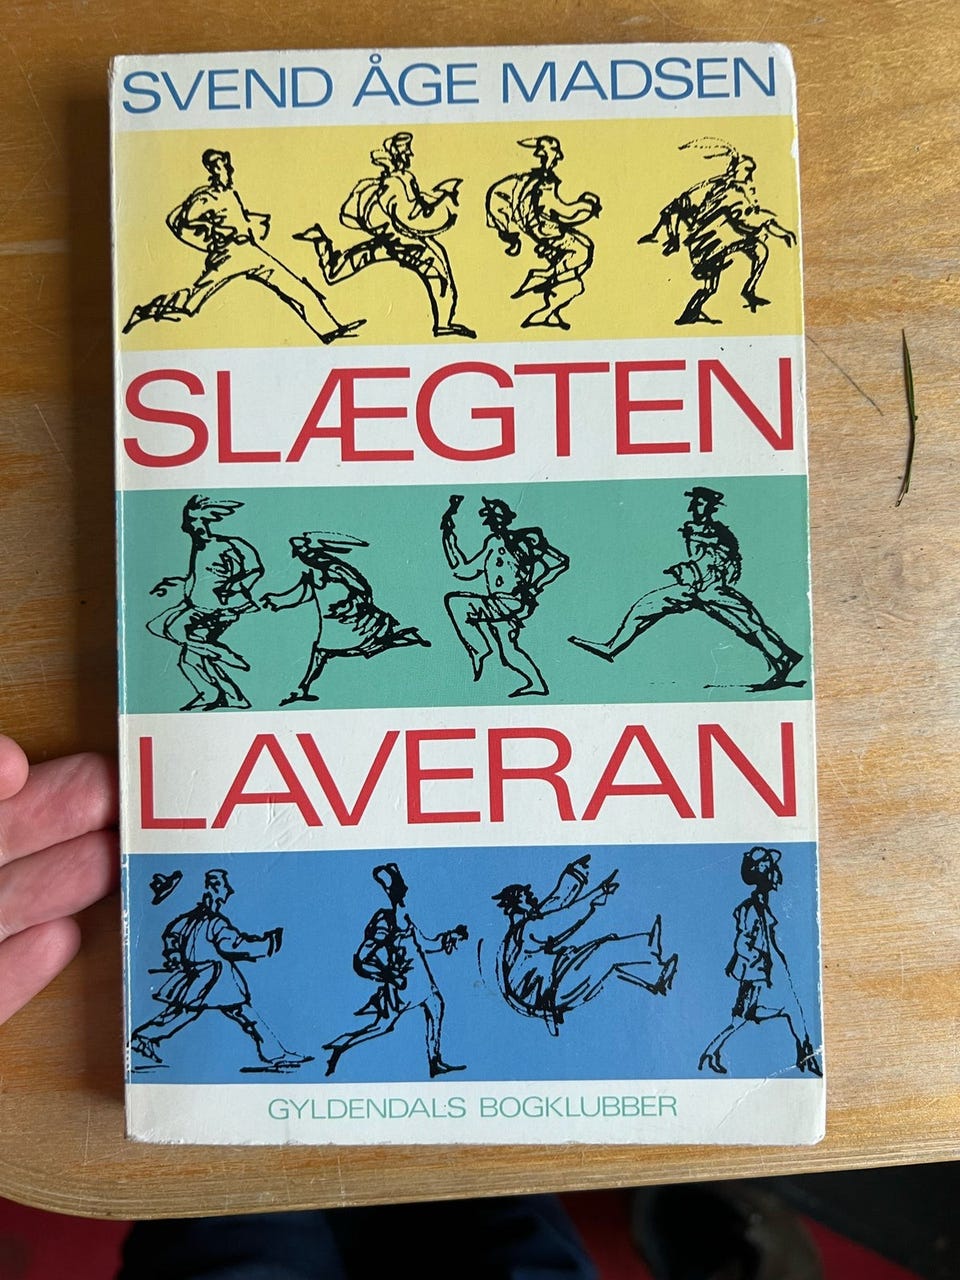 SVEND ÅGE MADSEN
SLÆGTEN
LAVERAN
GYLDENDALS BOGKLUBBER